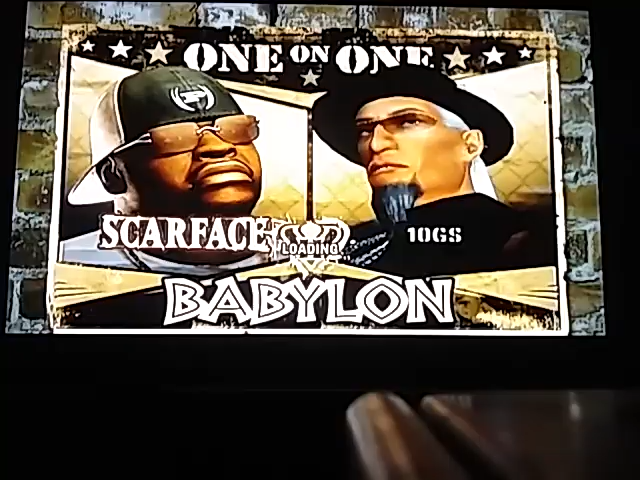 ONE ON ONE
SCARFACE
LOADING
10GS
BABYLON